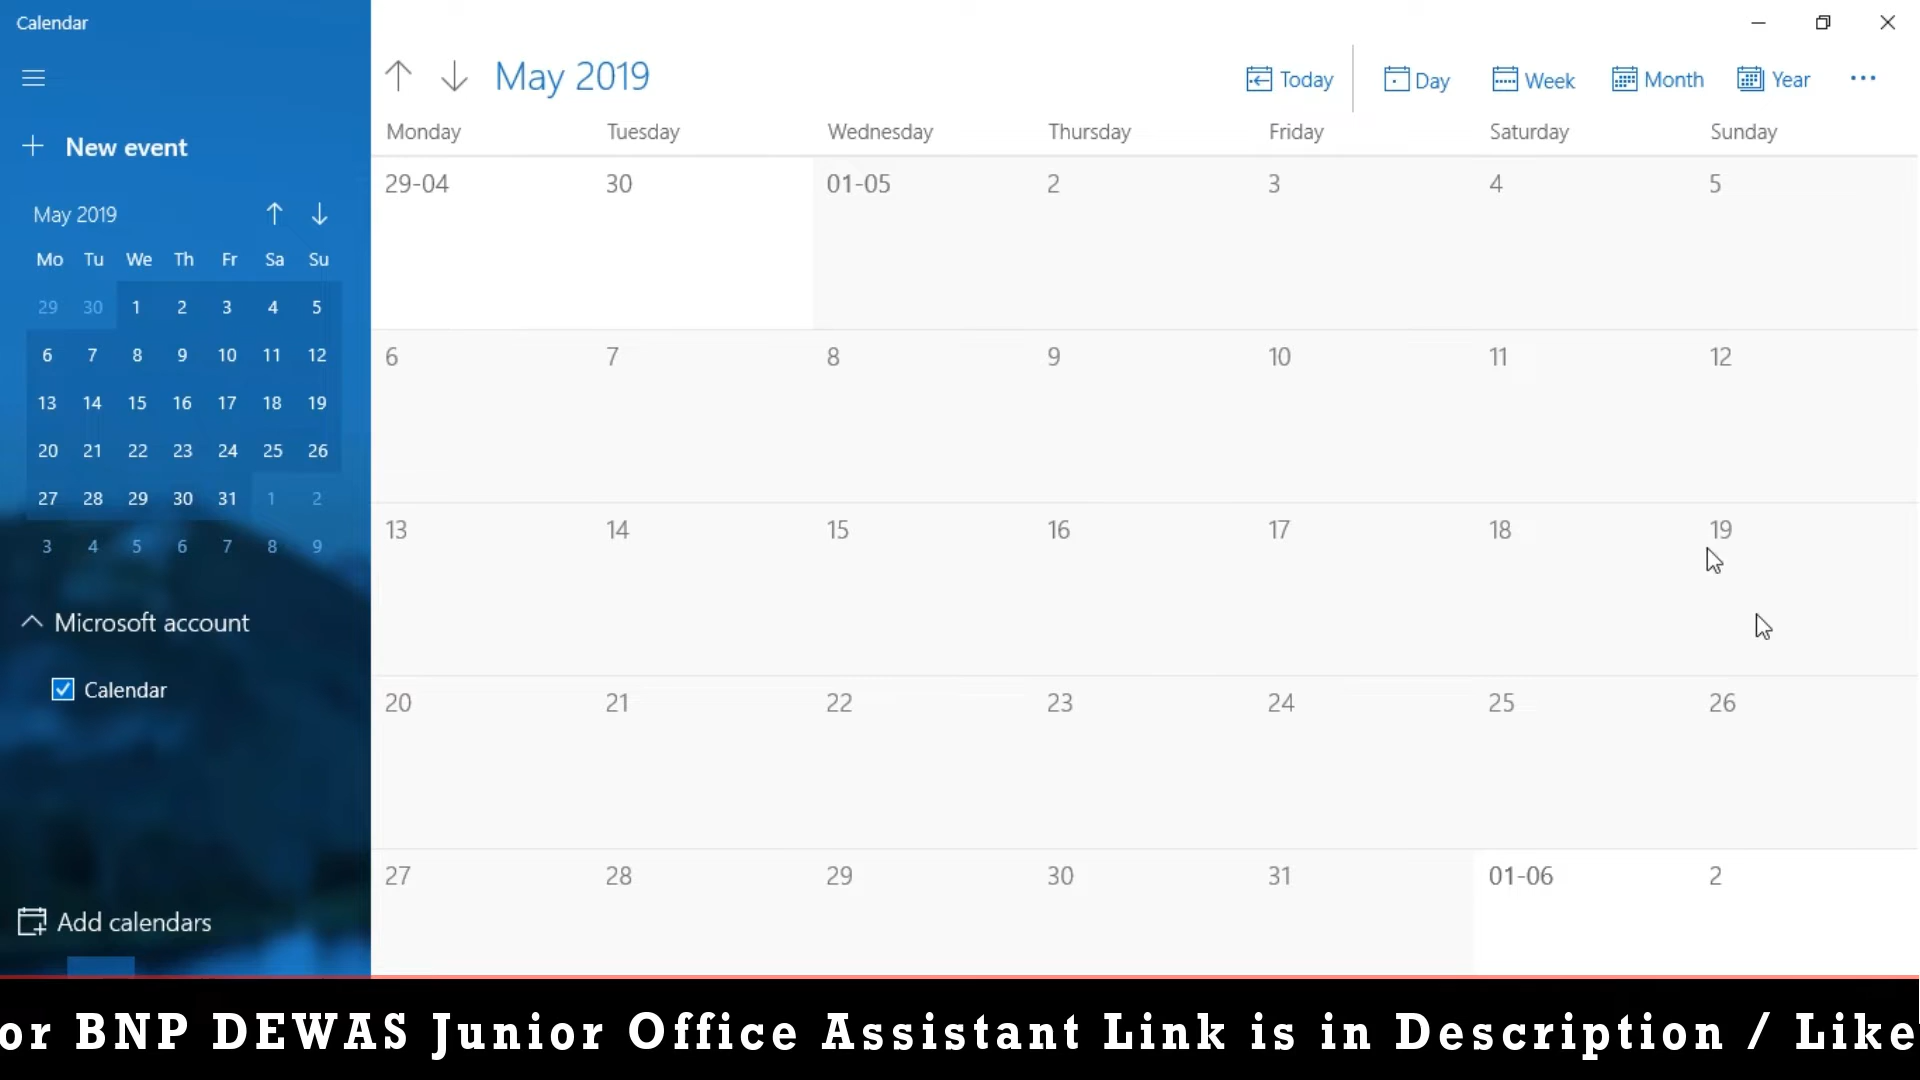 Calendar
New event
May 2019
Mo Tu We Th Fr Sa Su
29 30 1 2 3 4 5
6 7 8 9 10 11 12
13 14 15 16 17 18 19
20 21 22 23 24 25 26
27 28 29 30 31 1 2
3 4 5 6 7 8 9
Microsoft account
Calendar
Add calendars
May 2019
Today Day Week Month Year
Monday Tuesday Wednesday Thursday Friday Saturday Sunday
29-04 30 01-05 2 3 4 5
6 7 8 9 10 11 12
13 14 15 16 17 18 19
20 21 22 23 24 25 26
27 28 29 30 31 01-06 2
or BNP DEWAS Junior Office Assistant Link is in Description / Like